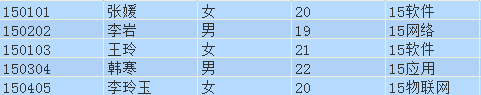 150101 张媛 女 20 15软件
150202 李岩 男 19 15网络
150103 王玲 女 21 15软件
150304 韩寒 男 22 15应用
150405 李玲玉 女 20 15物联网